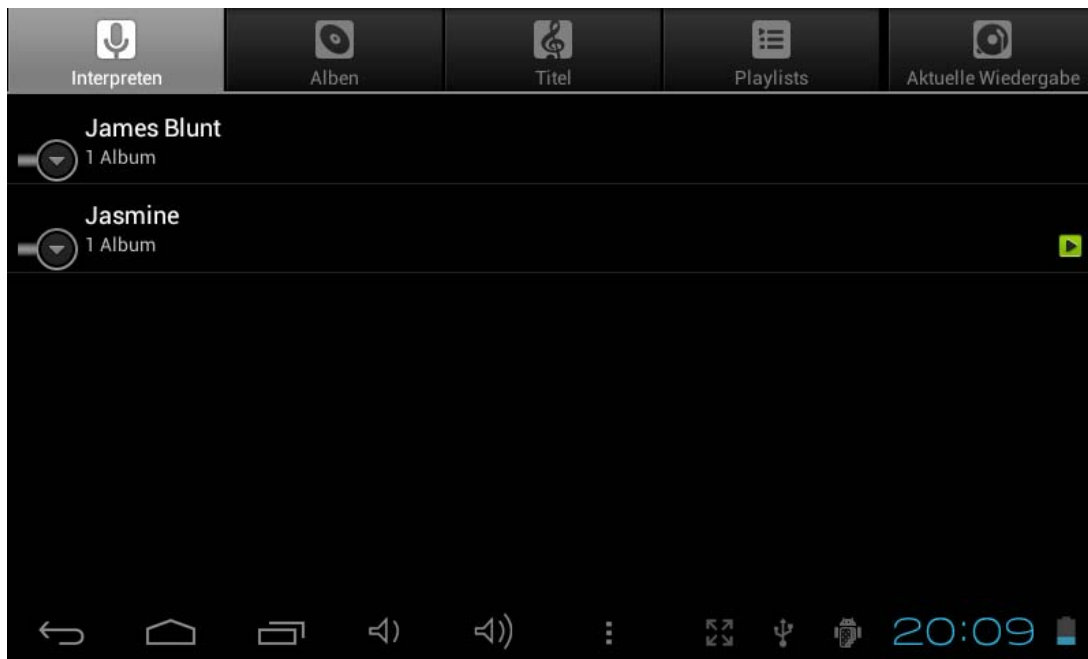 Interpreten
Alben
Titel
Playlists
Aktuelle Wiedergabe
James Blunt
1 Album
Jasmine
1 Album
20:09